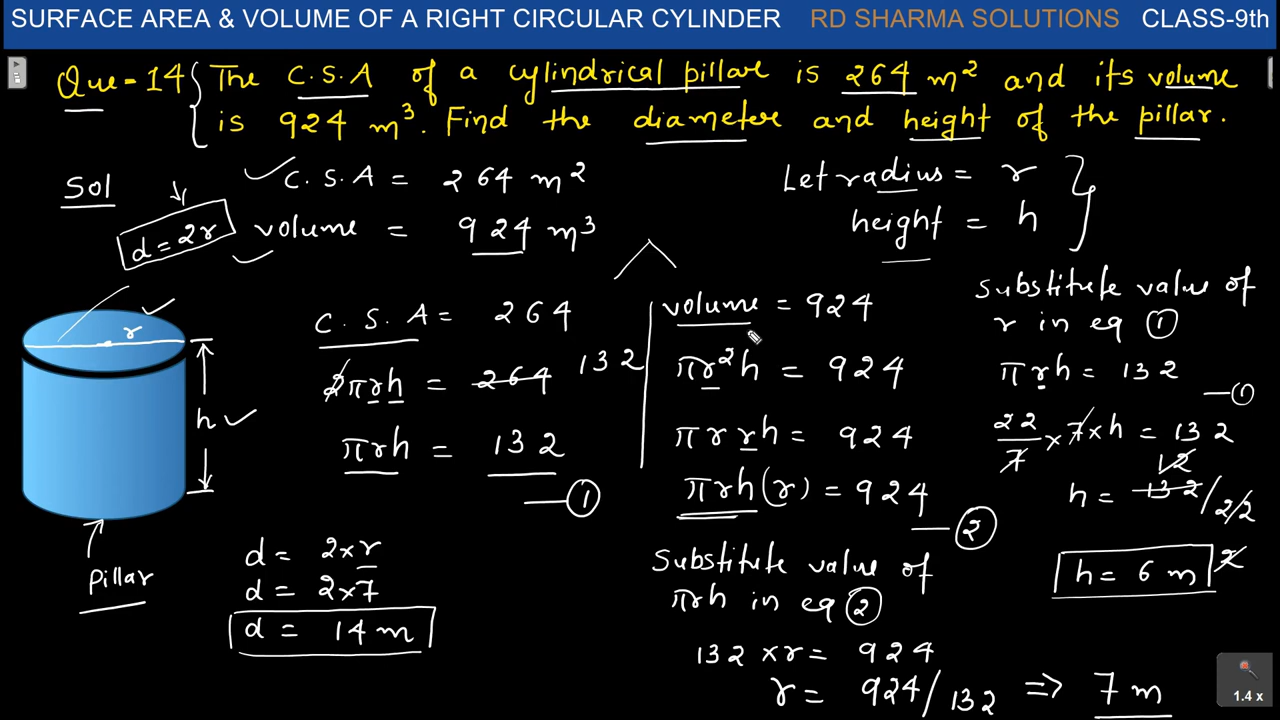 SURFACE AREA & VOLUME OF A RIGHT CIRCULAR CYLINDER RD SHARMA SOLUTIONS CLASS-9th
Que-14 { The C.S.A of a cylindrical pillar is 264 m² and its volume
is 924 m³. Find the diameter and height of the pillar.
Sol
C.S.A = 264 m²
volume = 924 m³
d = 2r
Let radius = r
height = h
r
h
Pillar
C.S.A = 264
2πrh = 264 132
πrh = 132
①
d = 2×r
d = 2×7
d = 14 m
volume = 924
πr²h = 924
πrrh = 924
πrh(r) = 924
②
Substitute value of
πrh in eq ②
132 × r = 924
r = 924/132 ⇒ 7 m
Substitute value of
r in eq ①
πrh = 132
①
22/7 × 7 × h = 132
12
h = 132/22
2
h = 6 m
1.4 x